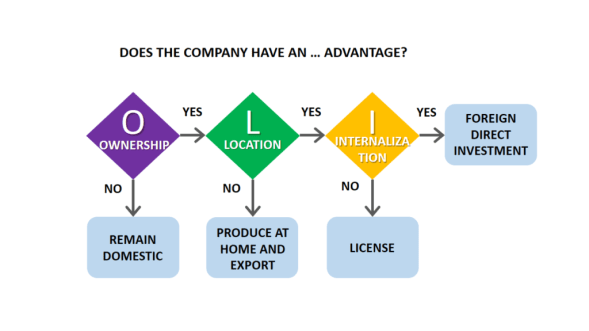 DOES THE COMPANY HAVE AN ... ADVANTAGE?
O
OWNERSHIP
YES
L
LOCATION
YES
I
INTERNALIZA
TION
YES
FOREIGN
DIRECT
INVESTMENT
NO
NO
NO
REMAIN
DOMESTIC
PRODUCE AT
HOME AND
EXPORT
LICENSE